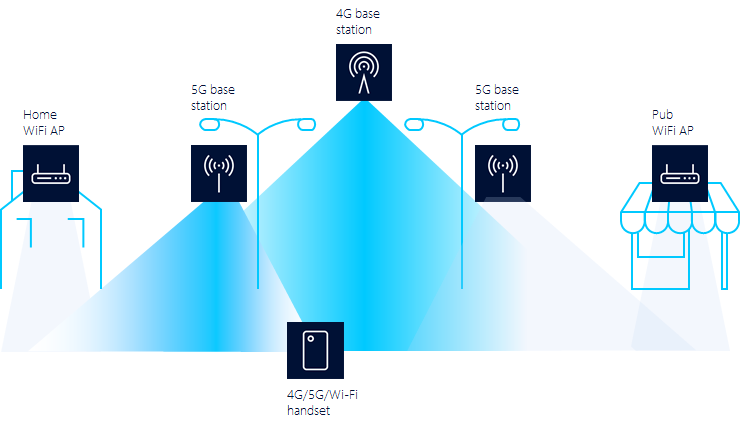 4G base
station
5G base
station
5G base
station
Home
WiFi AP
Pub
WiFi AP
4G/5G/Wi-Fi
handset